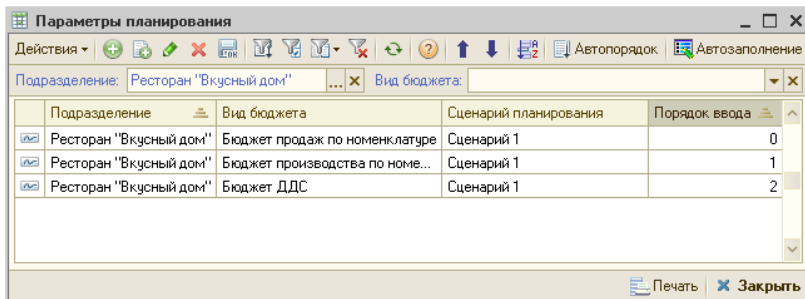 Параметры планирования
Действия Автопорядок Автозаполнение
Подразделение: Ресторан "Вкусный дом" ... Вид бюджета:
Подразделение Вид бюджета Сценарий планирования Порядок ввода
Ресторан "Вкусный дом" Бюджет продаж по номенклатуре Сценарий 1 0
Ресторан "Вкусный дом" Бюджет производства по номе... Сценарий 1 1
Ресторан "Вкусный дом" Бюджет ДДС Сценарий 1 2
Печать Закрыть